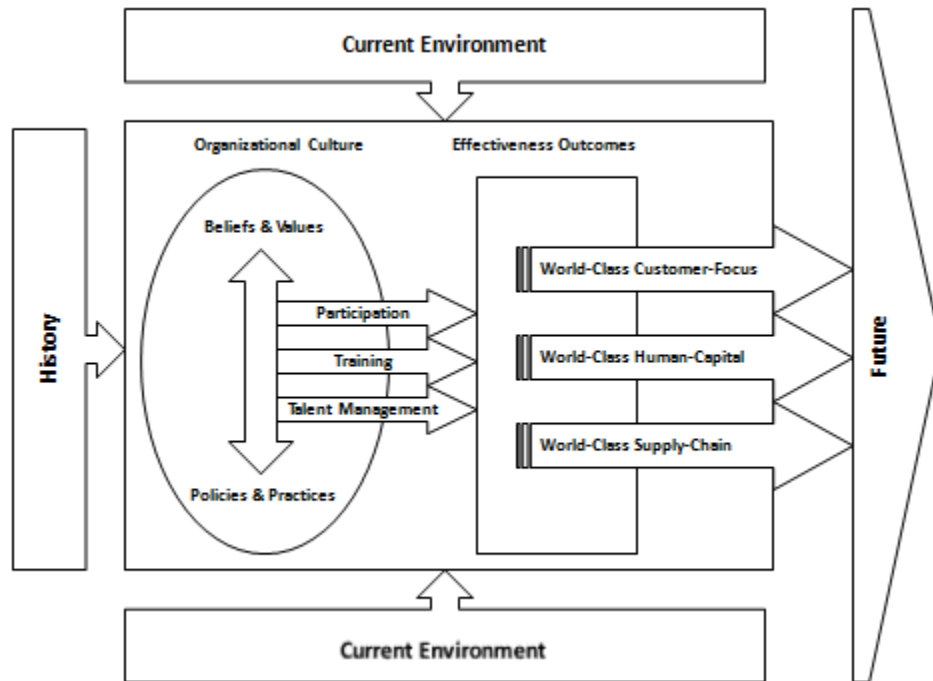 Current Environment
Organizational Culture
Effectiveness Outcomes
Beliefs & Values
World-Class Customer-Focus
Participation
History
Training
World-Class Human-Capital
Future
Talent Management
World-Class Supply-Chain
Policies & Practices
Current Environment